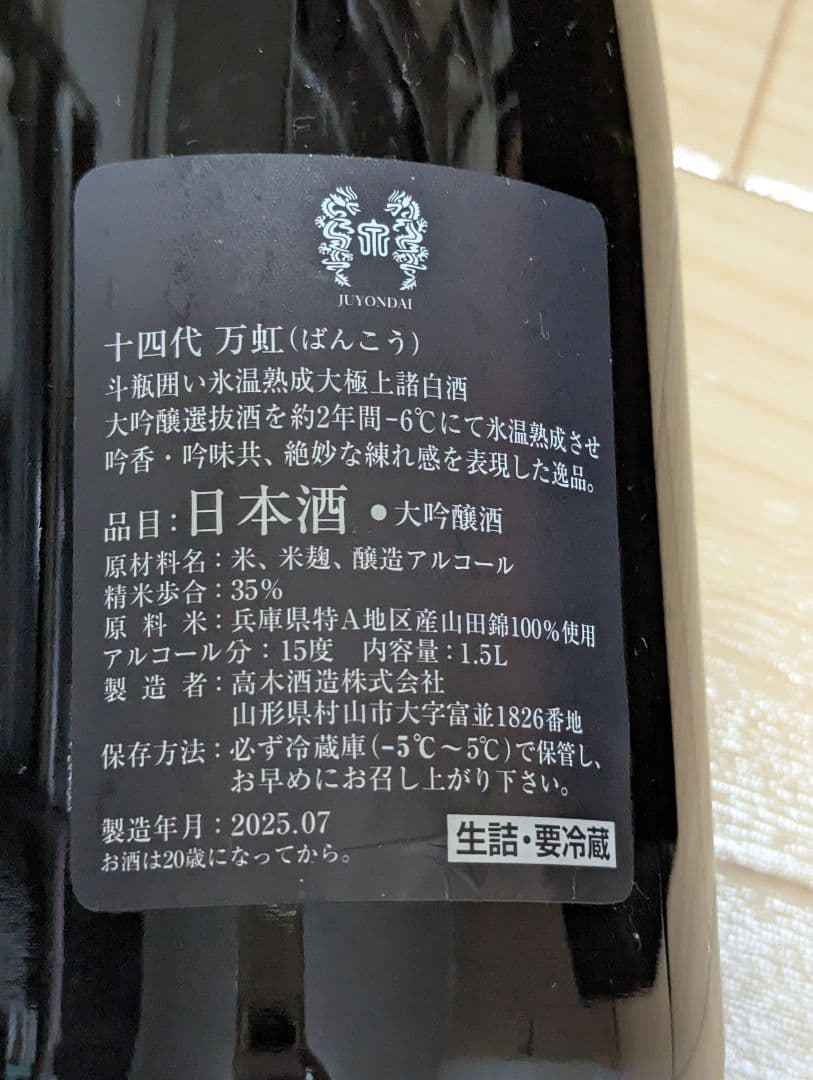 JUYONDAI
十四代 万虹(ばんこう)
斗瓶囲い氷温熟成大極上諸白酒
大吟醸選抜酒を約2年間-6℃にて氷温熟成させ
吟香・吟味共、絶妙な練れ感を表現した逸品。
品目:日本酒 ●大吟醸酒
原材料名:米、米麹、醸造アルコール
精米歩合:35%
原料米:兵庫県特A地区産山田錦100%使用
アルコール分:15度 内容量:1.5L
製造者:高木酒造株式会社
山形県村山市大字富並1826番地
保存方法:必ず冷蔵庫(-5℃〜5℃)で保管し、
お早めにお召し上がり下さい。
製造年月:2025.07
生詰・要冷蔵
お酒は20歳になってから。